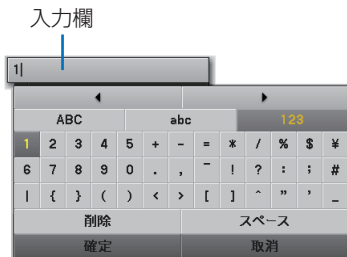 入力欄
1|
◀ ▶
ABC abc 123
1 2 3 4 5 + - = * / % $ ¥
6 7 8 9 0 . , ‾ ! ? : ; #
| { } ( ) < > [ ] ^ ” ’ _
削除 スペース
確定 取消